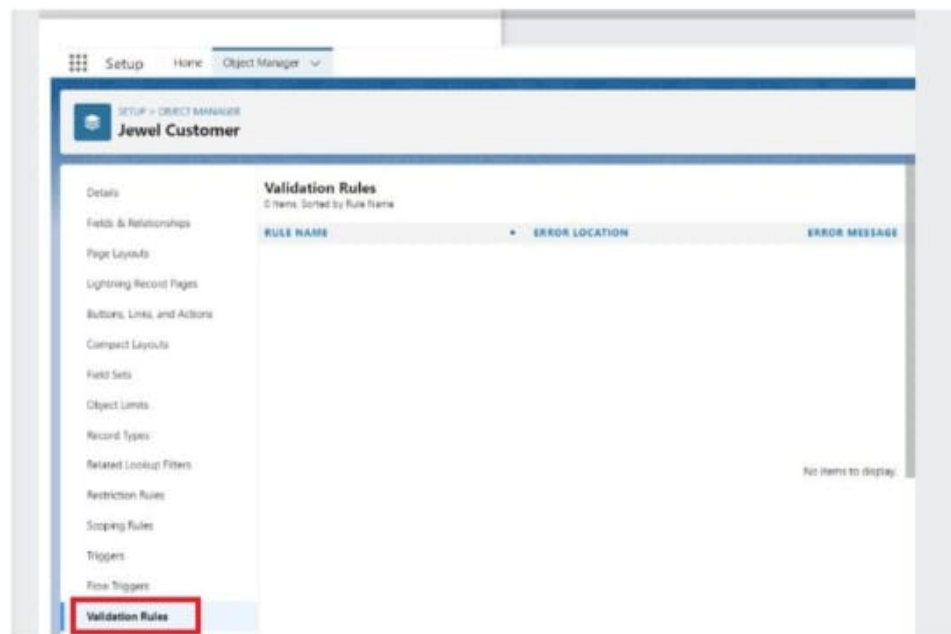 Setup Home Object Manager
SETUP > OBJECT MANAGER
Jewel Customer
Details
Fields & Relationships
Page Layouts
Lightning Record Pages
Buttons, Links, and Actions
Compact Layouts
Field Sets
Object Limits
Record Types
Related Lookup Filters
Restriction Rules
Scoping Rules
Triggers
Flow Triggers
Validation Rules
Validation Rules
0 Items, Sorted by Rule Name
RULE NAME ERROR LOCATION ERROR MESSAGE
No items to display.